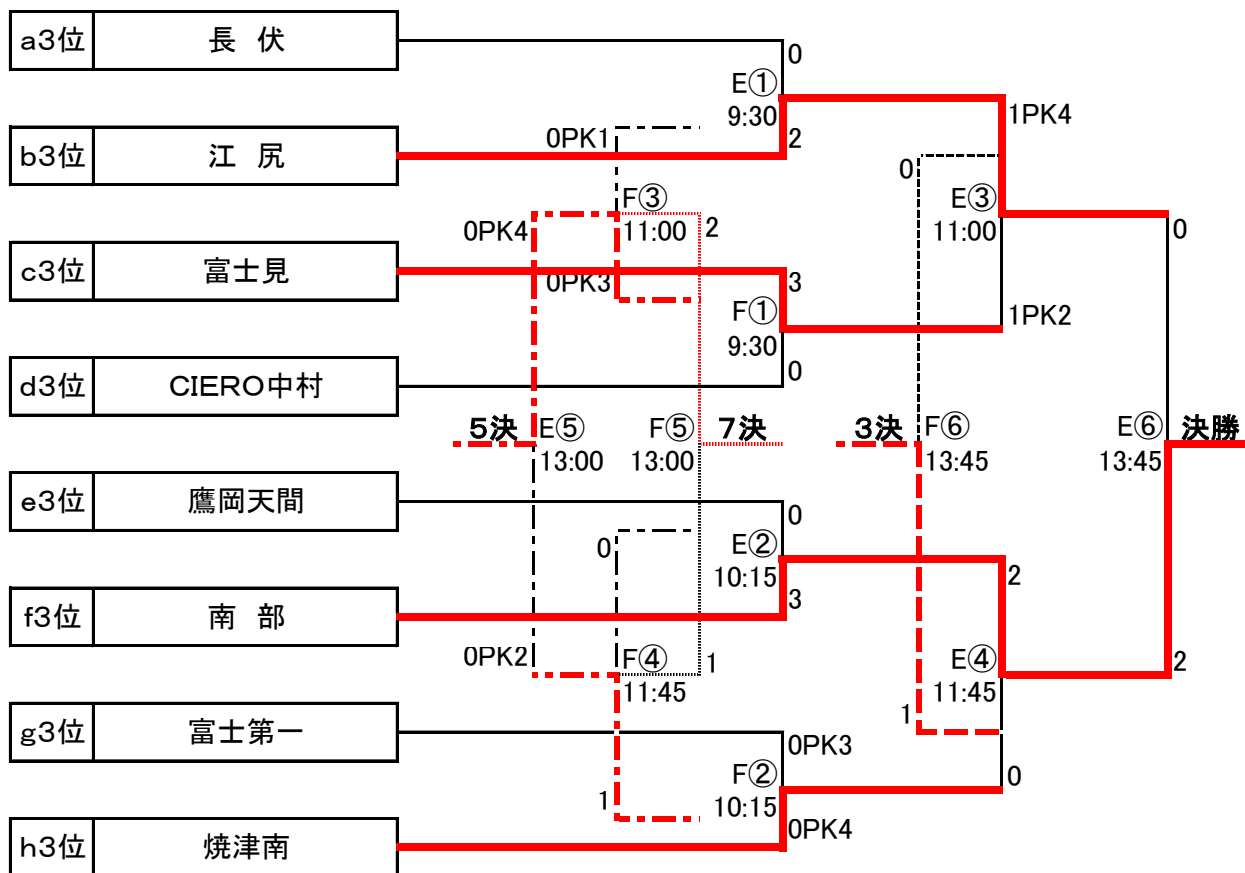 a3位 長 伏
0
E①
9:30
1PK4
b3位 江 尻
0PK1
2
0
F③
E③
0PK4
11:00
2
11:00
0
c3位 富士見
0PK3
3
F①
1PK2
9:30
d3位 CIERO中村
0
5決 E⑤
F⑤ 7決
3決 F⑥
E⑥ 決勝
13:00
13:00
13:45
13:45
e3位 鷹岡天間
0
0
E②
10:15
2
f3位 南 部
3
0PK2
F④
1
E④
2
11:45
11:45
g3位 富士第一
1
0PK3
F②
0
1
10:15
0PK4
h3位 焼津南